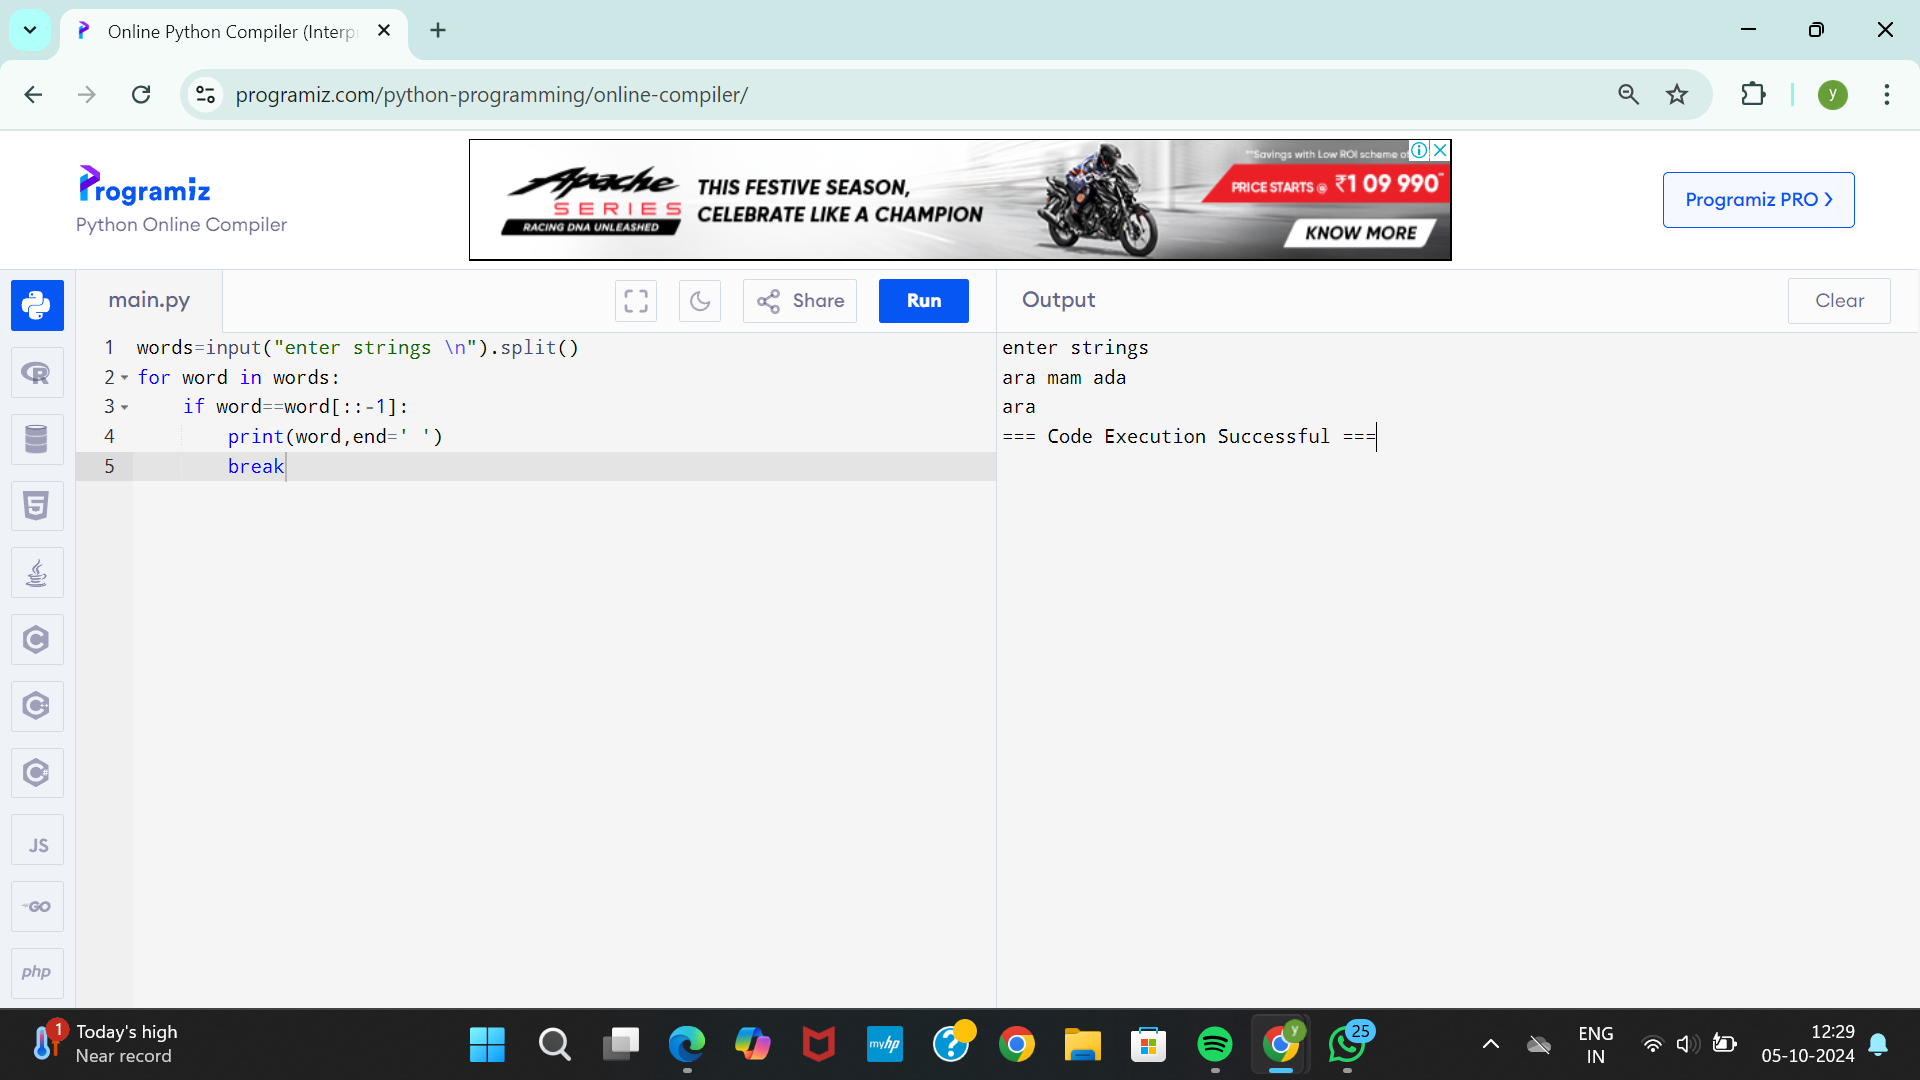 Online Python Compiler (Interp
programiz.com/python-programming/online-compiler/
y
Programiz
Python Online Compiler
Apache
SERIES
RACING DNA UNLEASHED
THIS FESTIVE SEASON,
CELEBRATE LIKE A CHAMPION
**Savings with Low ROI scheme of
PRICE STARTS @ ₹1 09 990**
KNOW MORE
Programiz PRO
main.py
Share
Run
Output
Clear
1 words=input("enter strings \n").split()
2 for word in words:
3 if word==word[::-1]:
4 print(word,end=' ')
5 break
enter strings
ara mam ada
ara
=== Code Execution Successful ===
R
5
C
C
C#
JS
GO
php
1
Today's high
Near record
myhp
?
y
25
ENG
IN
12:29
05-10-2024